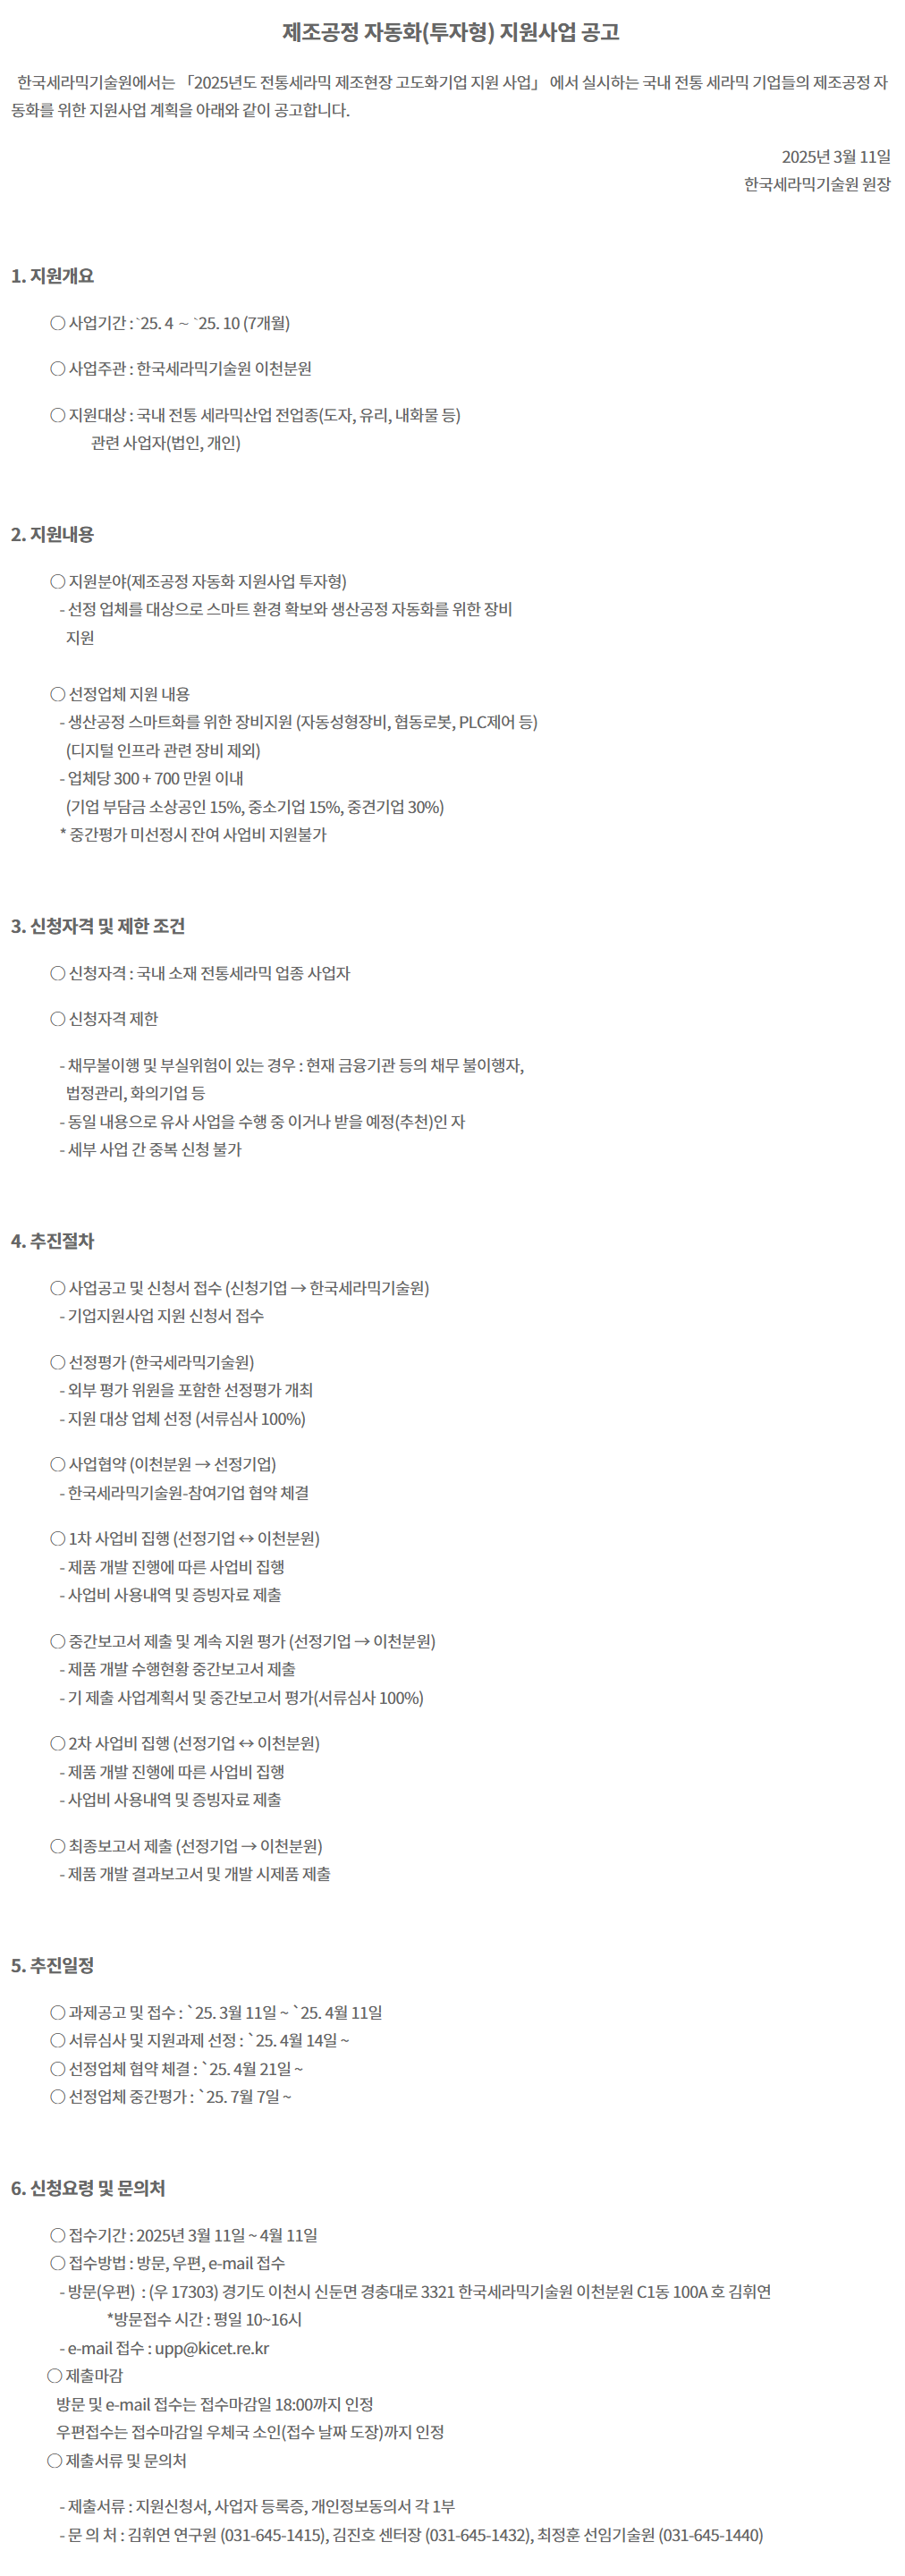 제조공정 자동화(투자형) 지원사업 공고
한국세라믹기술원에서는 「2025년도 전통세라믹 제조현장 고도화기업 지원 사업」 에서 실시하는 국내 전통 세라믹 기업들의 제조공정 자
동화를 위한 지원사업 계획을 아래와 같이 공고합니다.
2025년 3월 11일
한국세라믹기술원 원장
1. 지원개요
○ 사업기간 : `25. 4 ~ `25. 10 (7개월)
○ 사업주관 : 한국세라믹기술원 이천분원
○ 지원대상 : 국내 전통 세라믹산업 전업종(도자, 유리, 내화물 등)
관련 사업자(법인, 개인)
2. 지원내용
○ 지원분야(제조공정 자동화 지원사업 투자형)
- 선정 업체를 대상으로 스마트 환경 확보와 생산공정 자동화를 위한 장비
지원
○ 선정업체 지원 내용
- 생산공정 스마트화를 위한 장비지원 (자동성형장비, 협동로봇, PLC제어 등)
(디지털 인프라 관련 장비 제외)
- 업체당 300 + 700 만원 이내
(기업 부담금 소상공인 15%, 중소기업 15%, 중견기업 30%)
* 중간평가 미선정시 잔여 사업비 지원불가
3. 신청자격 및 제한 조건
○ 신청자격 : 국내 소재 전통세라믹 업종 사업자
○ 신청자격 제한
- 채무불이행 및 부실위험이 있는 경우 : 현재 금융기관 등의 채무 불이행자,
법정관리, 화의기업 등
- 동일 내용으로 유사 사업을 수행 중 이거나 받을 예정(추천)인 자
- 세부 사업 간 중복 신청 불가
4. 추진절차
○ 사업공고 및 신청서 접수 (신청기업 → 한국세라믹기술원)
- 기업지원사업 지원 신청서 접수
○ 선정평가 (한국세라믹기술원)
- 외부 평가 위원을 포함한 선정평가 개최
- 지원 대상 업체 선정 (서류심사 100%)
○ 사업협약 (이천분원 → 선정기업)
- 한국세라믹기술원-참여기업 협약 체결
○ 1차 사업비 집행 (선정기업 ↔ 이천분원)
- 제품 개발 진행에 따른 사업비 집행
- 사업비 사용내역 및 증빙자료 제출
○ 중간보고서 제출 및 계속 지원 평가 (선정기업 → 이천분원)
- 제품 개발 수행현황 중간보고서 제출
- 기 제출 사업계획서 및 중간보고서 평가(서류심사 100%)
○ 2차 사업비 집행 (선정기업 ↔ 이천분원)
- 제품 개발 진행에 따른 사업비 집행
- 사업비 사용내역 및 증빙자료 제출
○ 최종보고서 제출 (선정기업 → 이천분원)
- 제품 개발 결과보고서 및 개발 시제품 제출
5. 추진일정
○ 과제공고 및 접수 : `25. 3월 11일 ~ `25. 4월 11일
○ 서류심사 및 지원과제 선정 : `25. 4월 14일 ~
○ 선정업체 협약 체결 : `25. 4월 21일 ~
○ 선정업체 중간평가 : `25. 7월 7일 ~
6. 신청요령 및 문의처
○ 접수기간 : 2025년 3월 11일 ~ 4월 11일
○ 접수방법 : 방문, 우편, e-mail 접수
- 방문(우편) : (우 17303) 경기도 이천시 신둔면 경충대로 3321 한국세라믹기술원 이천분원 C1동 100A 호 김휘연
*방문접수 시간 : 평일 10~16시
- e-mail 접수 : upp@kicet.re.kr
○ 제출마감
방문 및 e-mail 접수는 접수마감일 18:00까지 인정
우편접수는 접수마감일 우체국 소인(접수 날짜 도장)까지 인정
○ 제출서류 및 문의처
- 제출서류 : 지원신청서, 사업자 등록증, 개인정보동의서 각 1부
- 문 의 처 : 김휘연 연구원 (031-645-1415), 김진호 센터장 (031-645-1432), 최정훈 선임기술원 (031-645-1440)